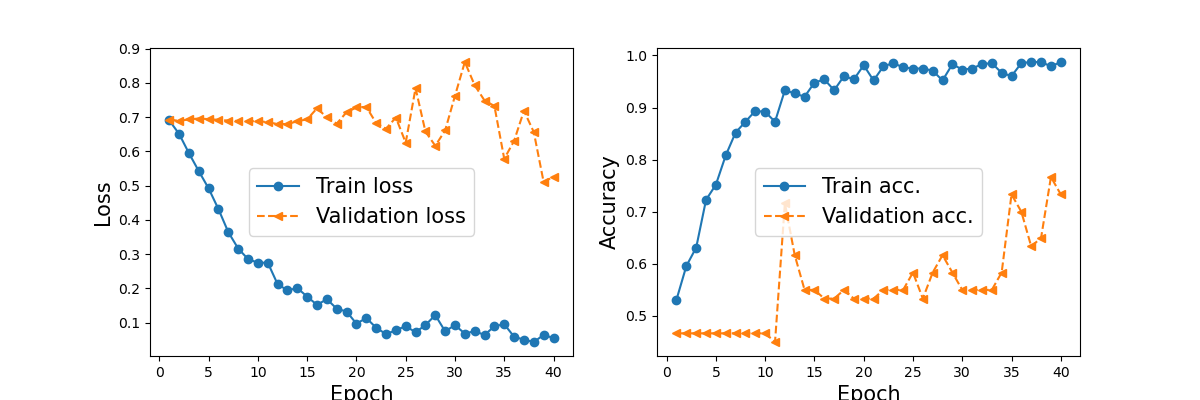 0.9
0.8
0.7
0.6
0.5
0.4
0.3
0.2
0.1
Loss
Train loss
Validation loss
0 5 10 15 20 25 30 35 40
Epoch
1.0
0.9
0.8
0.7
0.6
0.5
Accuracy
Train acc.
Validation acc.
0 5 10 15 20 25 30 35 40
Epoch